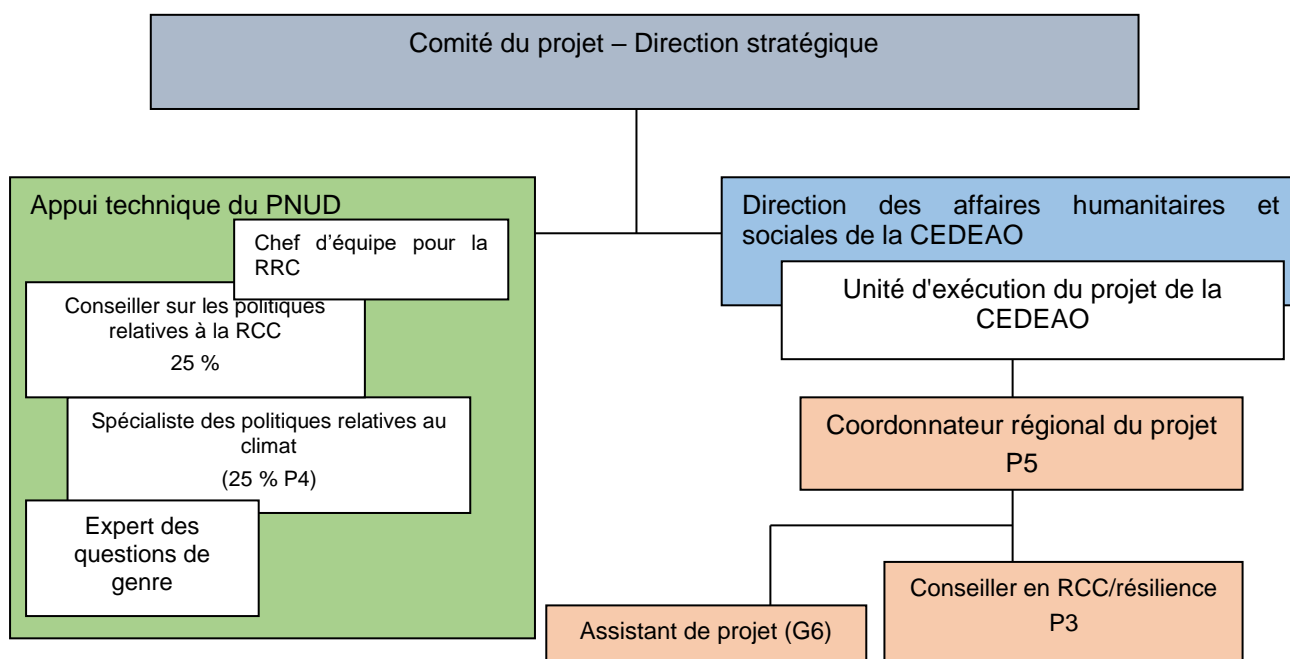 Comité du projet – Direction stratégique
Appui technique du PNUD
Chef d'équipe pour la
RRC
Conseiller sur les politiques
relatives à la RCC
25 %
Spécialiste des politiques relatives au
climat
(25 % P4)
Expert des
questions de
genre
Direction des affaires humanitaires et
sociales de la CEDEAO
Unité d'exécution du projet de la
CEDEAO
Coordonnateur régional du projet
P5
Assistant de projet (G6)
Conseiller en RCC/résilience
P3